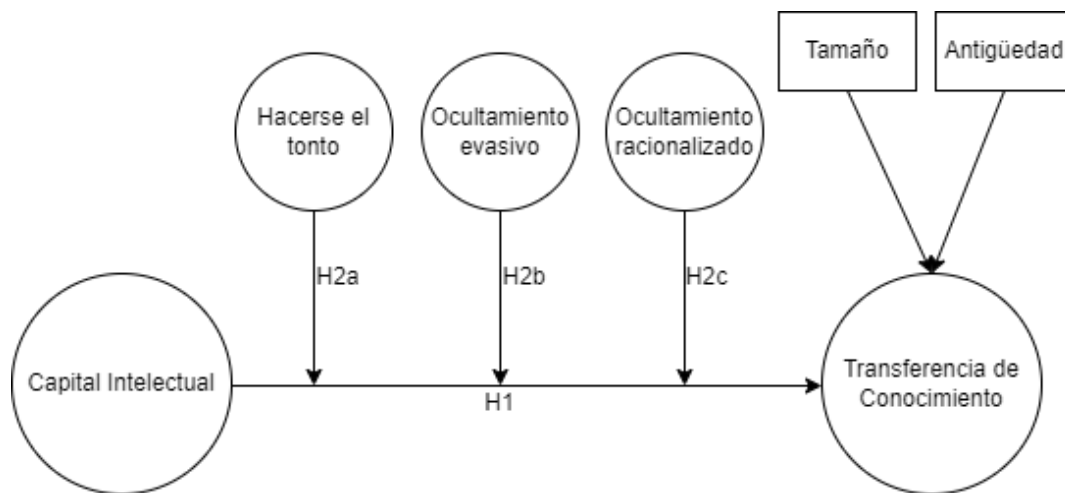 Tamaño
Antigüedad
Hacerse el
tonto
Ocultamiento
evasivo
Ocultamiento
racionalizado
H2a
H2b
H2c
Capital Intelectual
H1
Transferencia de
Conocimiento